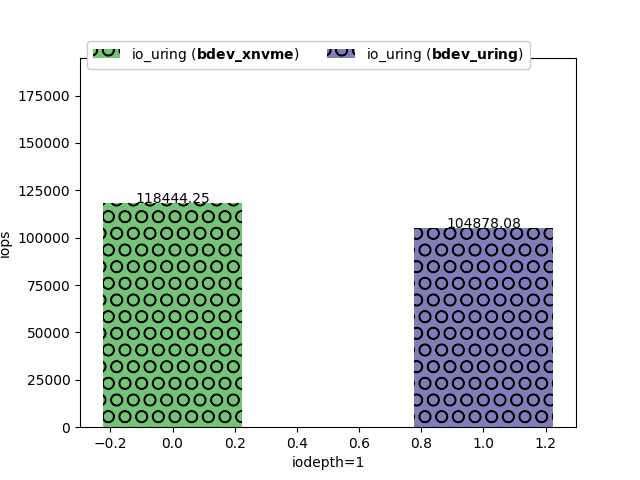 io_uring (bdev_xnvme) io_uring (bdev_uring)
175000
150000
125000
100000
75000
50000
25000
0
iops
118444.25
104878.08
−0.2 0.0 0.2 0.4 0.6 0.8 1.0 1.2
iodepth=1